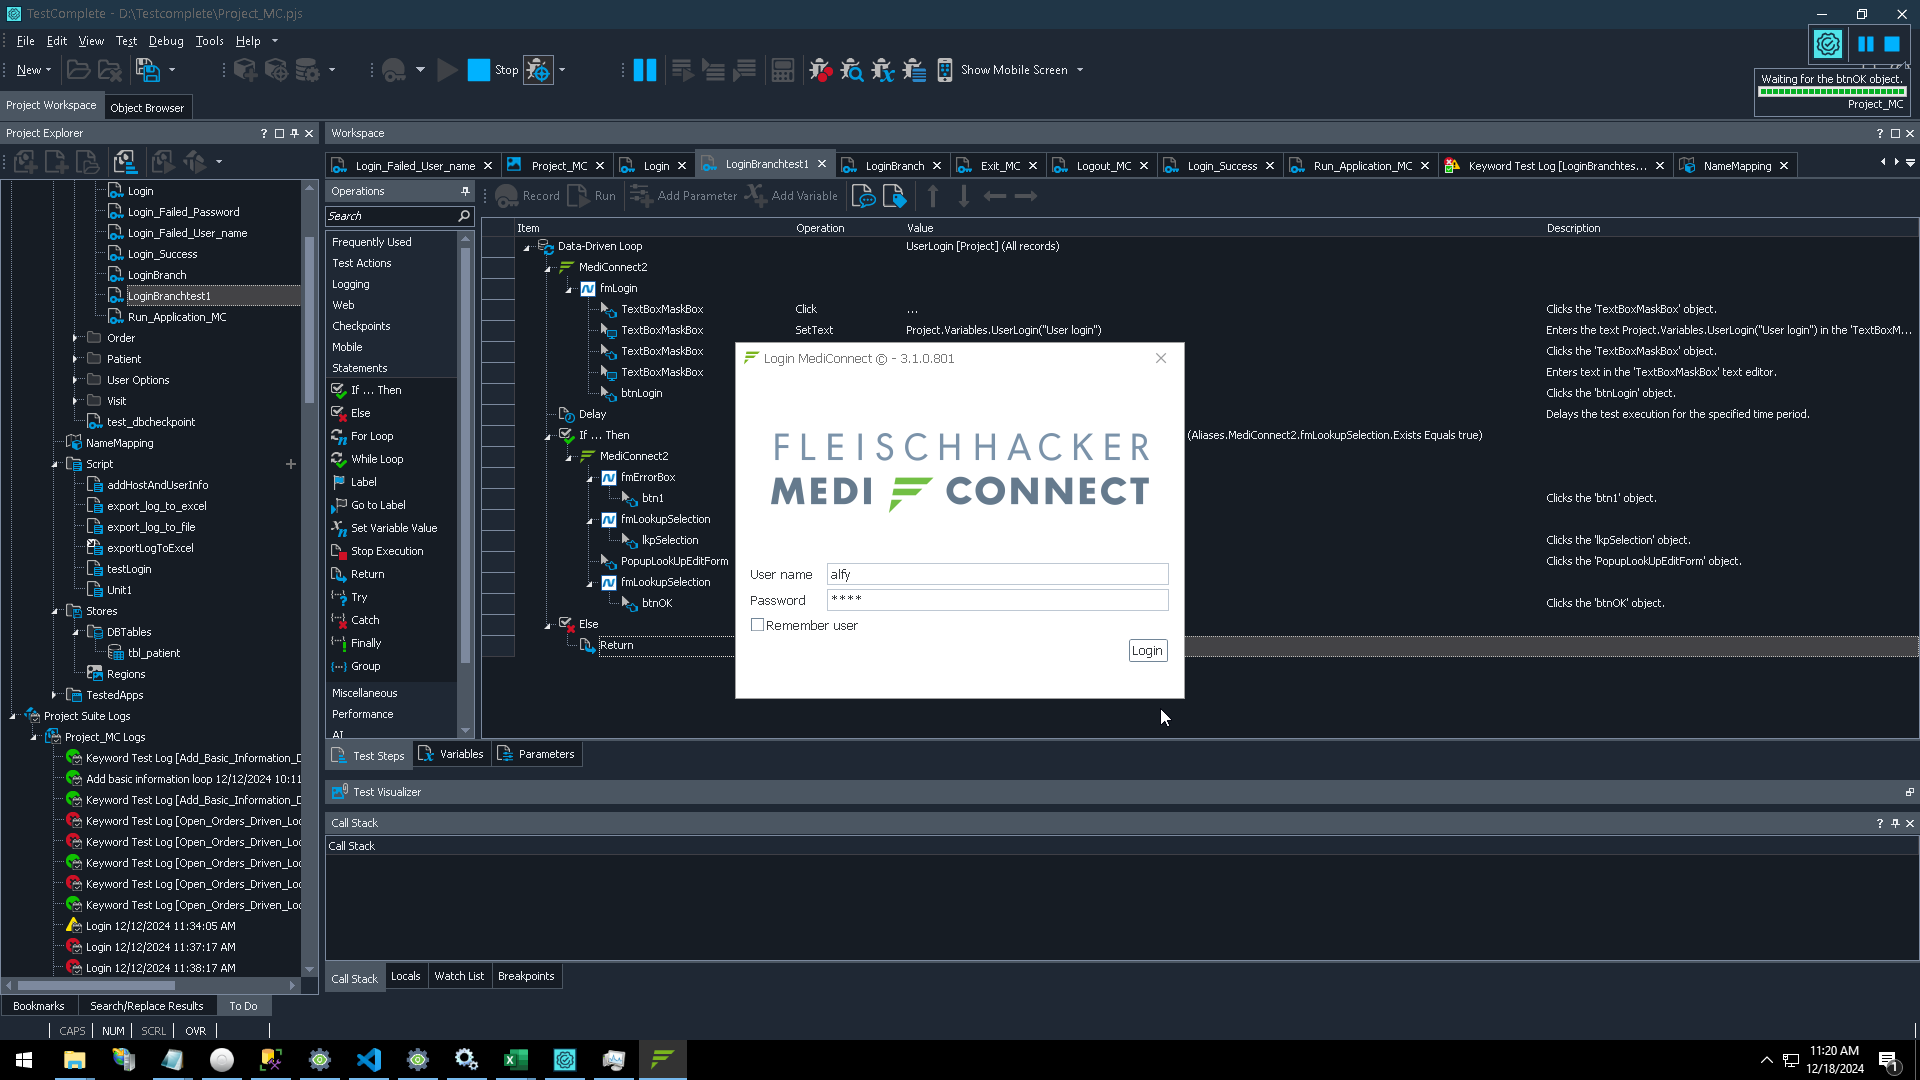 TestComplete - D:\Testcomplete\Project_MC.pjs
File Edit View Test Debug Tools Help
New
Stop
Show Mobile Screen
Waiting for the btnOK object.
Project_MC
Project Workspace
Object Browser
Project Explorer
Workspace
Login_Failed_User_name
Project_MC
Login
LoginBranchtest1
LoginBranch
Exit_MC
Logout_MC
Login_Success
Run_Application_MC
Keyword Test Log [LoginBranchtes...
NameMapping
Login
Login_Failed_Password
Login_Failed_User_name
Login_Success
LoginBranch
LoginBranchtest1
Run_Application_MC
Order
Patient
User Options
Visit
test_dbcheckpoint
NameMapping
Script
addHostAndUserInfo
export_log_to_excel
export_log_to_file
exportLogToExcel
testLogin
Unit1
Stores
DBTables
tbl_patient
Regions
TestedApps
Project Suite Logs
Project_MC Logs
Keyword Test Log [Add_Basic_Information_D
Add basic information loop 12/12/2024 10:11
Keyword Test Log [Add_Basic_Information_D
Keyword Test Log [Open_Orders_Driven_Loo
Keyword Test Log [Open_Orders_Driven_Loo
Keyword Test Log [Open_Orders_Driven_Loo
Keyword Test Log [Open_Orders_Driven_Loo
Keyword Test Log [Open_Orders_Driven_Loo
Login 12/12/2024 11:34:05 AM
Login 12/12/2024 11:37:17 AM
Login 12/12/2024 11:38:17 AM
Bookmarks
Search/Replace Results
To Do
Operations
Search
Frequently Used
Test Actions
Logging
Web
Checkpoints
Mobile
Statements
If ... Then
Else
For Loop
While Loop
Label
Go to Label
Set Variable Value
Stop Execution
Return
Try
Catch
Finally
Group
Miscellaneous
Performance
AI
Record
Run
Add Parameter
Add Variable
Item Operation Value Description
Data-Driven Loop UserLogin [Project] (All records)
MediConnect2
fmLogin
TextBoxMaskBox Click ... Clicks the 'TextBoxMaskBox' object.
TextBoxMaskBox SetText Project.Variables.UserLogin("User login") Enters the text Project.Variables.UserLogin("User login") in the 'TextBoxM...
TextBoxMaskBox Clicks the 'TextBoxMaskBox' object.
TextBoxMaskBox Enters text in the 'TextBoxMaskBox' text editor.
btnLogin Clicks the 'btnLogin' object.
Delay Delays the test execution for the specified time period.
If ... Then (Aliases.MediConnect2.fmLookupSelection.Exists Equals true)
MediConnect2
fmErrorBox
btn1 Clicks the 'btn1' object.
fmLookupSelection
lkpSelection Clicks the 'lkpSelection' object.
PopupLookUpEditForm Clicks the 'PopupLookUpEditForm' object.
fmLookupSelection
btnOK Clicks the 'btnOK' object.
Else
Return
Login MediConnect © - 3.1.0.801
FLEISCHHACKER
MEDI CONNECT
User name alfy
Password ****
Remember user
Login
Test Steps
Variables
Parameters
Test Visualizer
Call Stack
Call Stack
Call Stack
Locals
Watch List
Breakpoints
CAPS NUM SCRL OVR
11:20 AM
12/18/2024
1